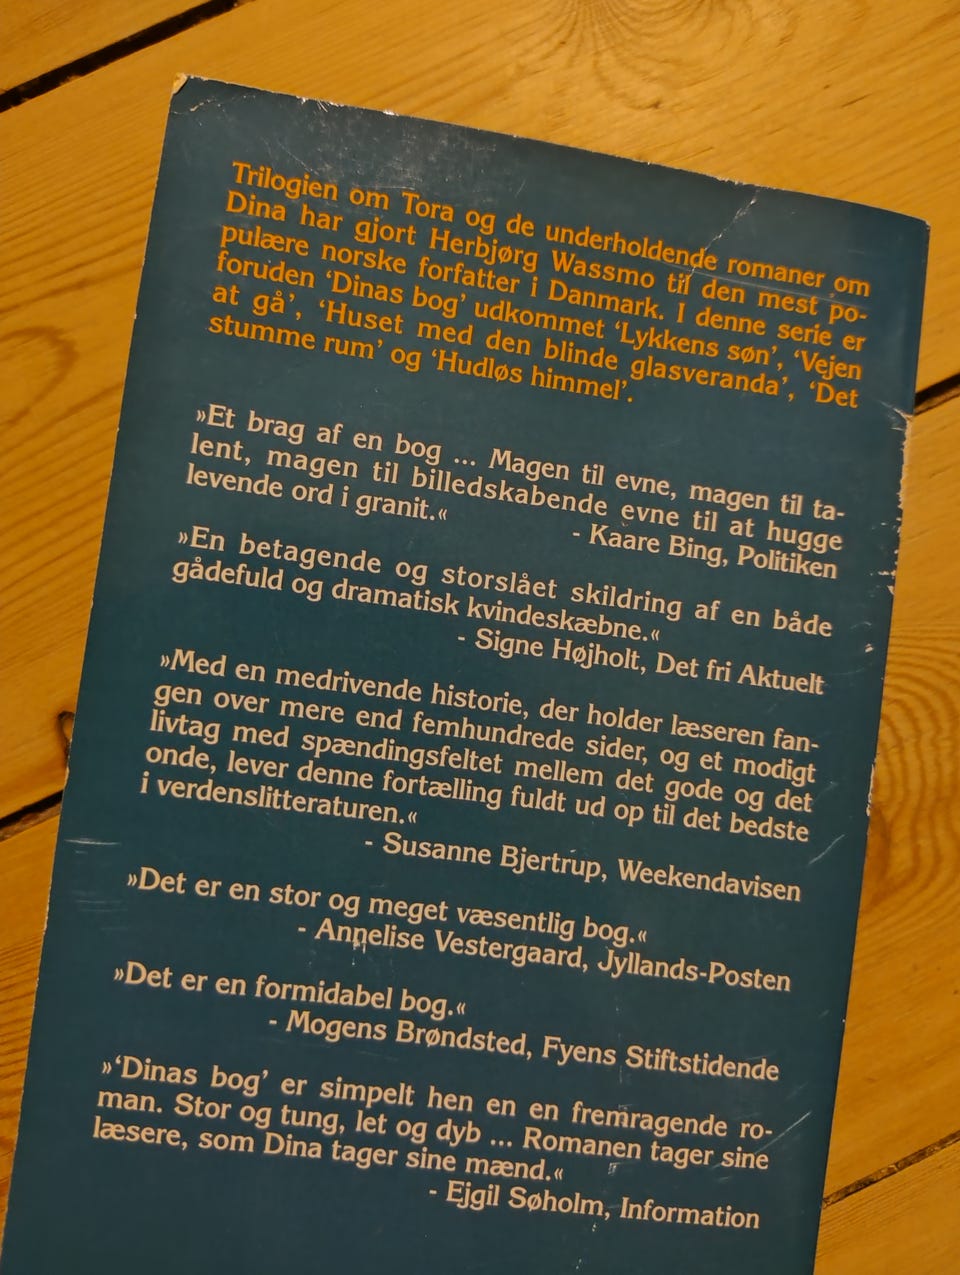 Trilogien om Tora og de underholdende romaner om
Dina har gjort Herbjørg Wassmo til den mest po-
pulære norske forfatter i Danmark. I denne serie er
foruden ‘Dinas bog’ udkommet ‘Lykkens søn’, ‘Vejen
at gå’, ‘Huset med den blinde glasveranda’, ‘Det
stumme rum’ og ‘Hudløs himmel’.
»Et brag af en bog ... Magen til evne, magen til ta-
lent, magen til billedskabende evne til at hugge
levende ord i granit.«
- Kaare Bing, Politiken
»En betagende og storslået skildring af en både
gådefuld og dramatisk kvindeskæbne.«
- Signe Højholt, Det fri Aktuelt
»Med en medrivende historie, der holder læseren fan-
gen over mere end femhundrede sider, og et modigt
livtag med spændingsfeltet mellem det gode og det
onde, lever denne fortælling fuldt ud op til det bedste
i verdenslitteraturen.«
- Susanne Bjertrup, Weekendavisen
»Det er en stor og meget væsentlig bog.«
- Annelise Vestergaard, Jyllands-Posten
»Det er en formidabel bog.«
- Mogens Brøndsted, Fyens Stiftstidende
»‘Dinas bog’ er simpelt hen en en fremragende ro-
man. Stor og tung, let og dyb ... Romanen tager sine
læsere, som Dina tager sine mænd.«
- Ejgil Søholm, Information